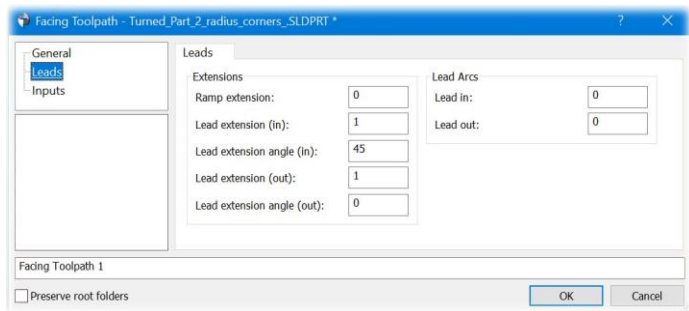 Facing Toolpath - Turned_Part_2_radius_corners_.SLDPRT * ? ×
General
Leads
Inputs
Leads
Extensions
Ramp extension: 0
Lead extension (in): 1
Lead extension angle (in): 45
Lead extension (out): 1
Lead extension angle (out): 0
Lead Arcs
Lead in: 0
Lead out: 0
Facing Toolpath 1
Preserve root folders
OK Cancel